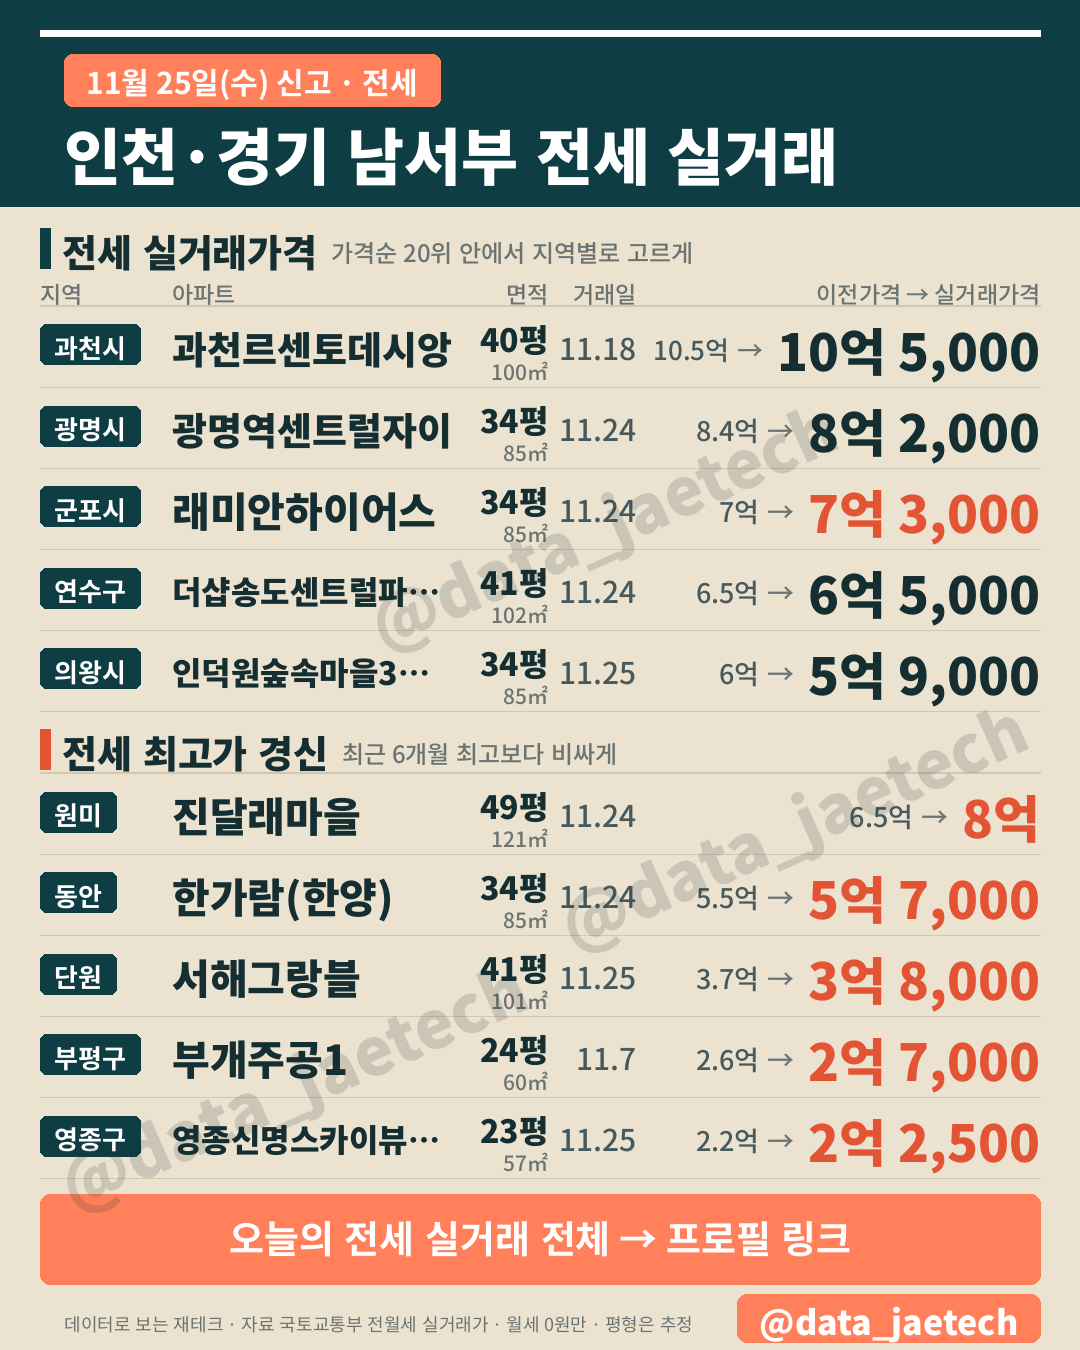 11월 25일(수) 신고 · 전세
인천·경기 남서부 전세 실거래
전세 실거래가격 가격순 20위 안에서 지역별로 고르게
지역 아파트 면적 거래일 이전가격 → 실거래가격
과천시 과천르센토데시앙 40평 100㎡ 11.18 10.5억 → 10억 5,000
광명시 광명역센트럴자이 34평 85㎡ 11.24 8.4억 → 8억 2,000
군포시 래미안하이어스 34평 85㎡ 11.24 7억 → 7억 3,000
연수구 더샵송도센트럴파… 41평 102㎡ 11.24 6.5억 → 6억 5,000
의왕시 인덕원숲속마을3… 34평 85㎡ 11.25 6억 → 5억 9,000
전세 최고가 경신 최근 6개월 최고보다 비싸게
원미 진달래마을 49평 121㎡ 11.24 6.5억 → 8억
동안 한가람(한양) 34평 85㎡ 11.24 5.5억 → 5억 7,000
단원 서해그랑블 41평 101㎡ 11.25 3.7억 → 3억 8,000
부평구 부개주공1 24평 60㎡ 11.7 2.6억 → 2억 7,000
영종구 영종신명스카이뷰… 23평 57㎡ 11.25 2.2억 → 2억 2,500
@data_jaetech
@data_jaetech
@data_jaetech
오늘의 전세 실거래 전체 → 프로필 링크
데이터로 보는 재테크 · 자료 국토교통부 전월세 실거래가 · 월세 0원만 · 평형은 추정
@data_jaetech